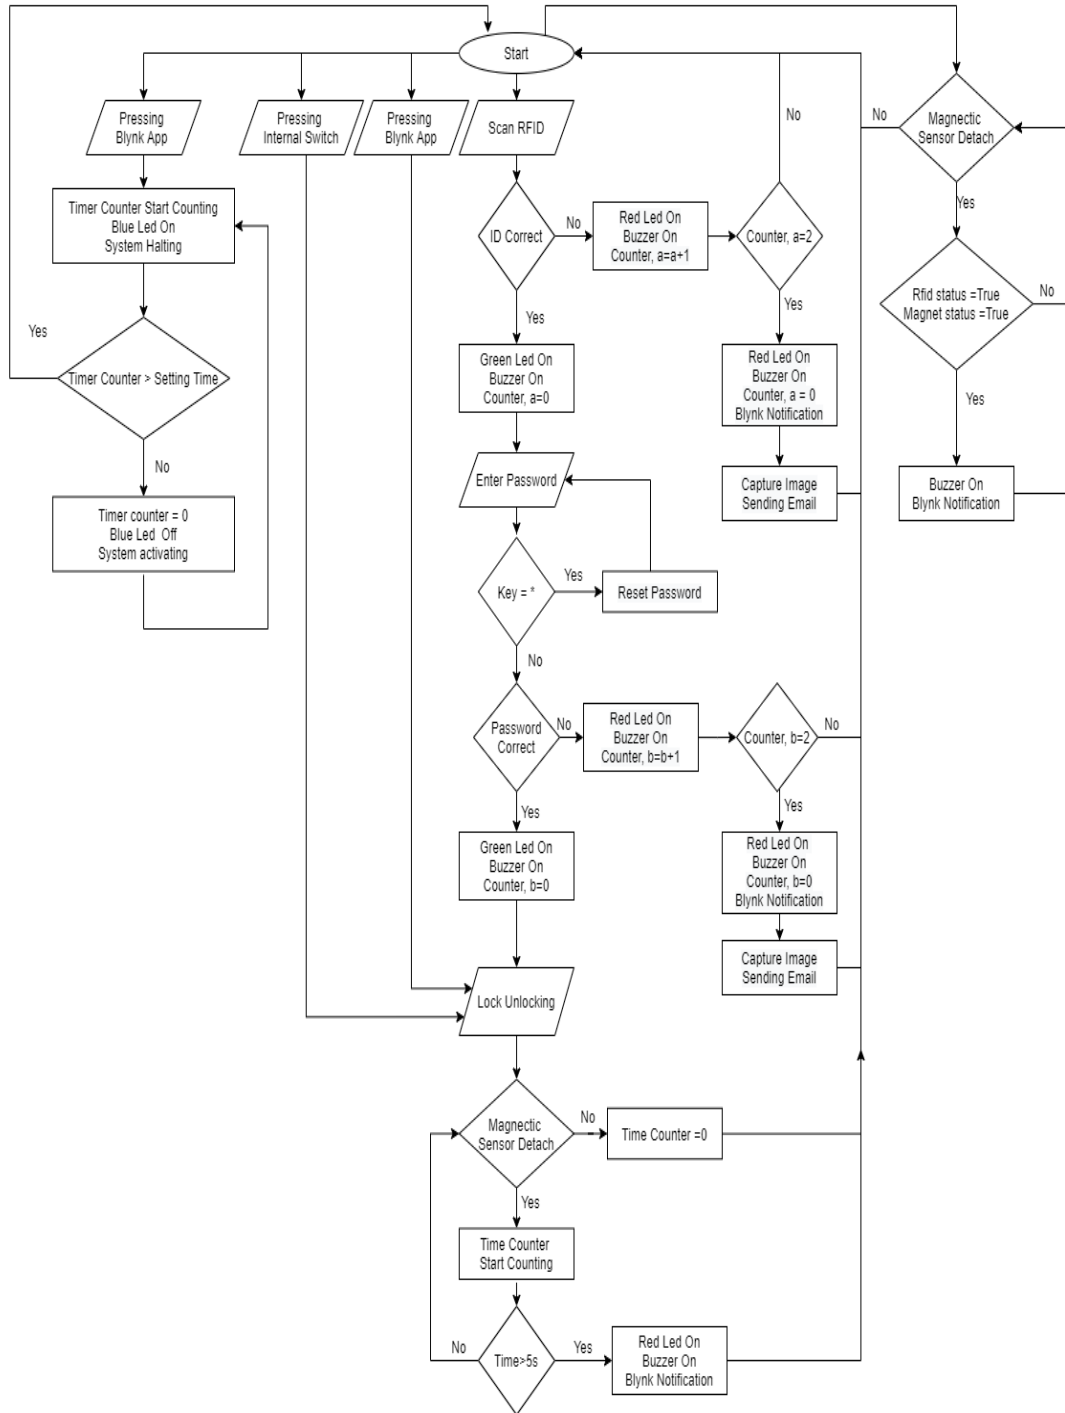 Start
Pressing
Blynk App
Pressing
Internal Switch
Pressing
Blynk App
Scan RFID
No
No
Magnectic
Sensor Detach
Timer Counter Start Counting
Blue Led On
System Halting
ID Correct
No
Red Led On
Buzzer On
Counter, a=a+1
Counter, a=2
Yes
Yes
Yes
Rfid status =True
Magnet status =True
No
Yes
Timer Counter > Setting Time
No
Green Led On
Buzzer On
Counter, a=0
Red Led On
Buzzer On
Counter, a = 0
Blynk Notification
Yes
Enter Password
Capture Image
Sending Email
Buzzer On
Blynk Notification
Timer counter = 0
Blue Led Off
System activating
Key = *
Yes
Reset Password
No
Password
Correct
No
Red Led On
Buzzer On
Counter, b=b+1
Counter, b=2
No
Yes
Yes
Green Led On
Buzzer On
Counter, b=0
Red Led On
Buzzer On
Counter, b=0
Blynk Notification
Capture Image
Sending Email
Lock Unlocking
Magnectic
Sensor Detach
No
Time Counter =0
Yes
Time Counter
Start Counting
No
Time>5s
Yes
Red Led On
Buzzer On
Blynk Notification